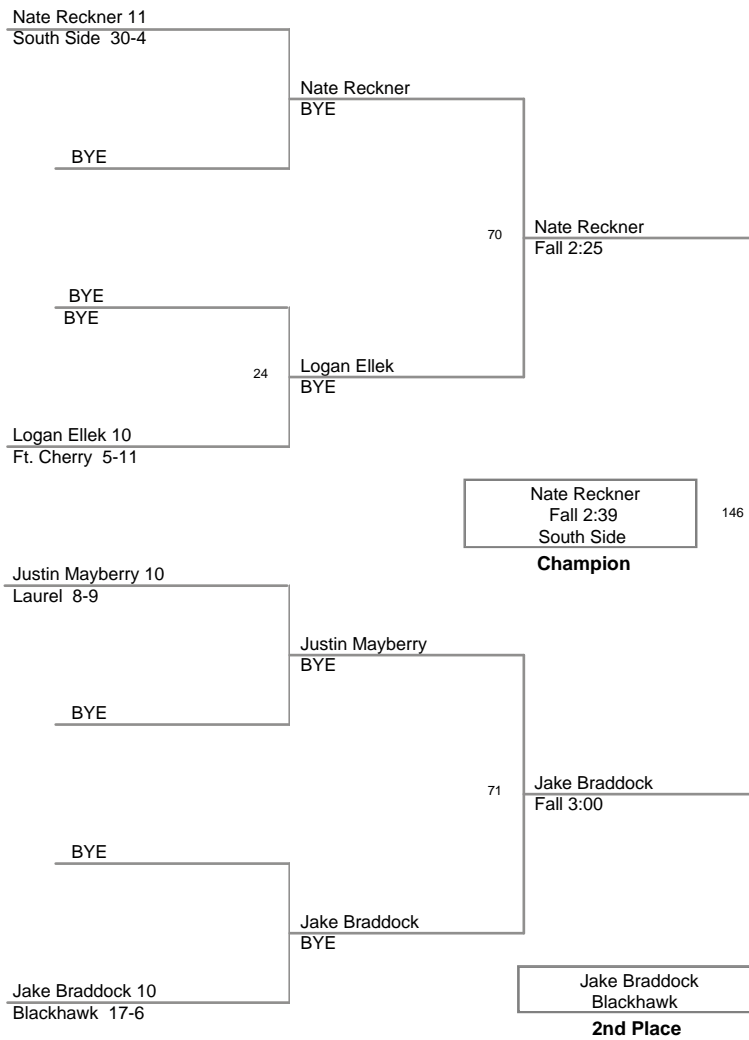 Nate Reckner 11
South Side 30-4
Nate Reckner
BYE
BYE
70
Nate Reckner
Fall 2:25
BYE
BYE
24
Logan Ellek
BYE
Logan Ellek 10
Ft. Cherry 5-11
Nate Reckner
Fall 2:39
South Side
146
Champion
Justin Mayberry 10
Laurel 8-9
Justin Mayberry
BYE
BYE
71
Jake Braddock
Fall 3:00
BYE
Jake Braddock
BYE
Jake Braddock 10
Blackhawk 17-6
Jake Braddock
Blackhawk
2nd Place